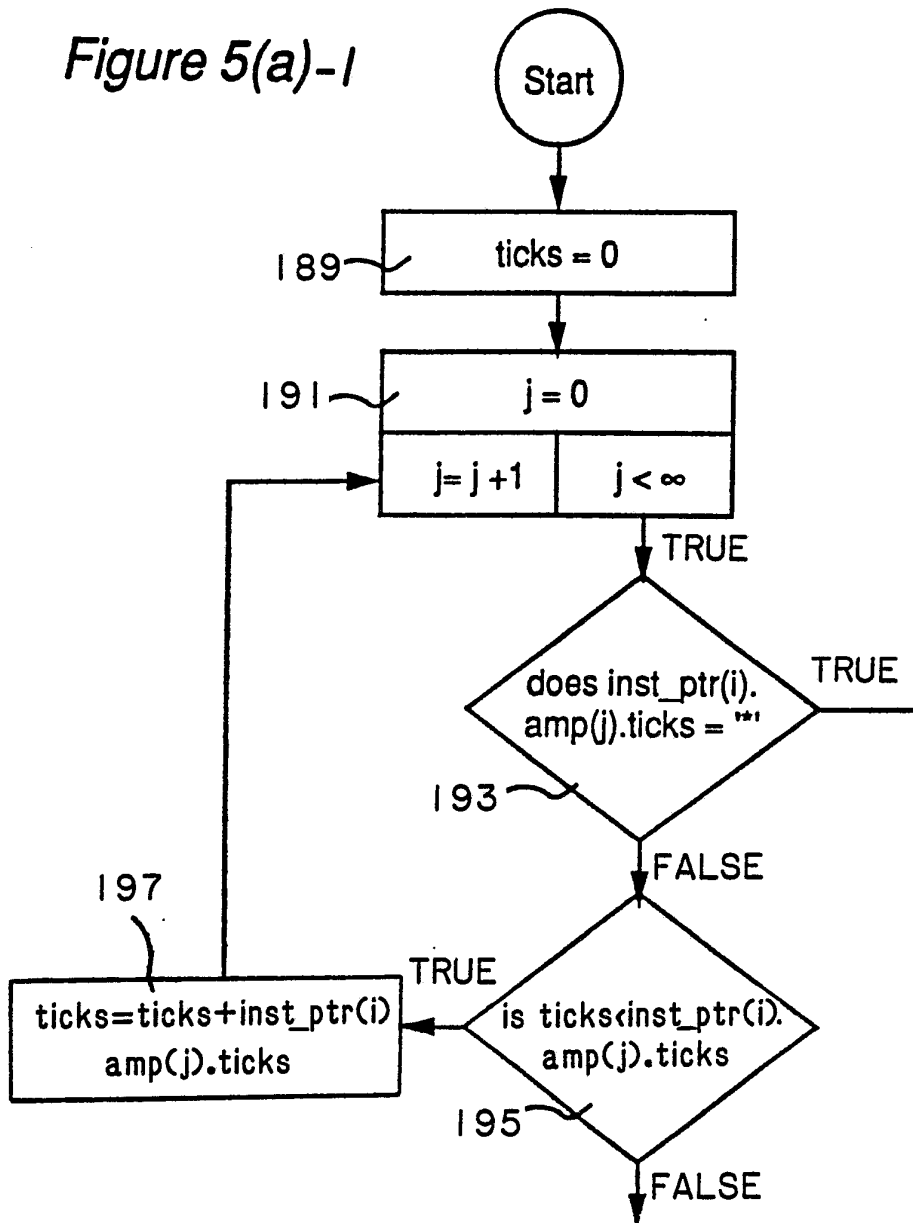 Figure 5(a)-1
Start
189
ticks = 0
191
j = 0
j= j +1
j < ∞
TRUE
does inst_ptr(i).
amp(j).ticks = '*'
TRUE
193
FALSE
197
TRUE
ticks=ticks+inst_ptr(i)
amp(j).ticks
is ticks<inst_ptr(i).
amp(j).ticks
195
FALSE